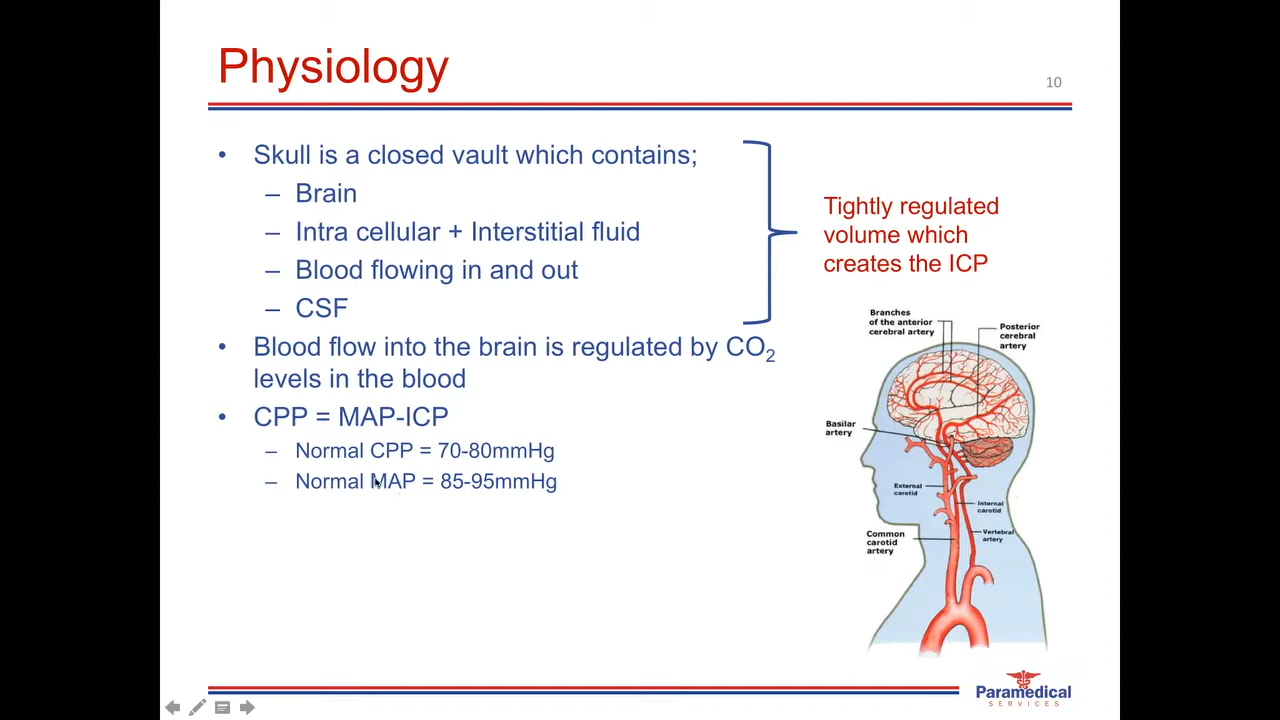 Physiology
10
• Skull is a closed vault which contains;
– Brain
– Intra cellular + Interstitial fluid
– Blood flowing in and out
– CSF
• Blood flow into the brain is regulated by CO₂
levels in the blood
• CPP = MAP-ICP
– Normal CPP = 70-80mmHg
– Normal MAP = 85-95mmHg
Tightly regulated
volume which
creates the ICP
Branches
of the anterior
cerebral artery
Posterior
cerebral
artery
Basilar
artery
External
carotid
Internal
carotid
Vertebral
artery
Common
carotid
artery
Paramedical
SERVICES